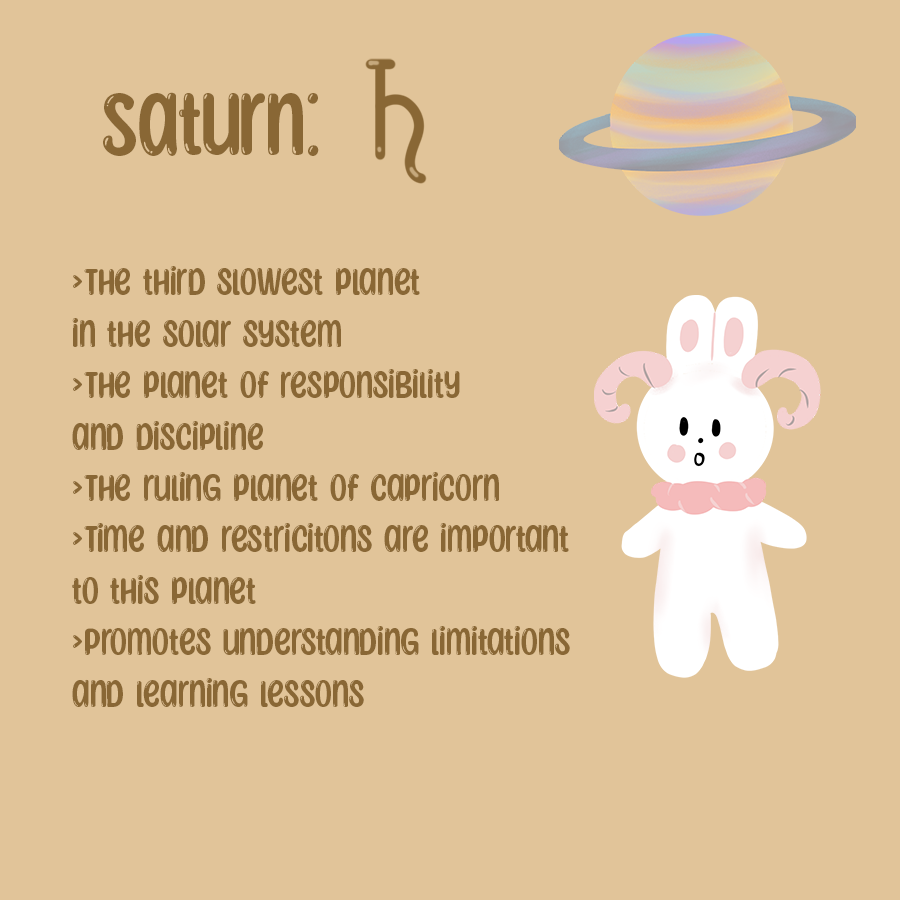 saturn: ♄
>The third slowest planet
in the solar system
>The planet of responsibility
and discipline
>The ruling planet of capricorn
>Time and restricitons are important
to this planet
>promotes understanding limitations
and learning lessons